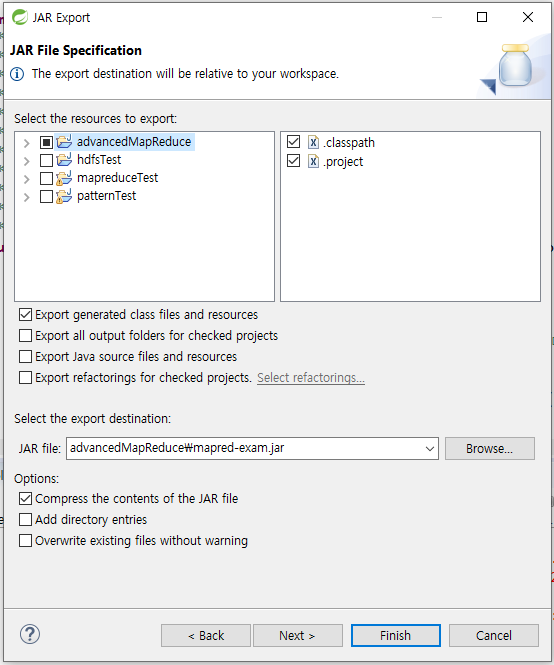 JAR Export
JAR File Specification
The export destination will be relative to your workspace.
Select the resources to export:
advancedMapReduce
hdfsTest
mapreduceTest
patternTest
.classpath
.project
Export generated class files and resources
Export all output folders for checked projects
Export Java source files and resources
Export refactorings for checked projects. Select refactorings...
Select the export destination:
JAR file: advancedMapReduce₩mapred-exam.jar Browse...
Options:
Compress the contents of the JAR file
Add directory entries
Overwrite existing files without warning
< Back Next > Finish Cancel